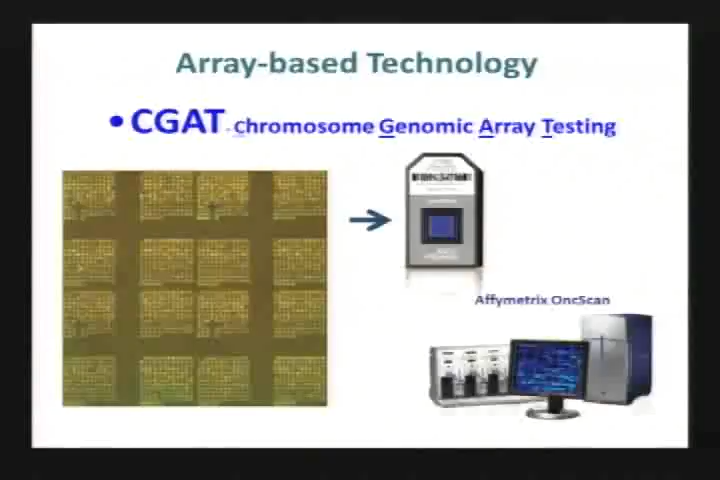 Array-based Technology
• CGAT - Chromosome Genomic Array Testing
Affymetrix OncScan